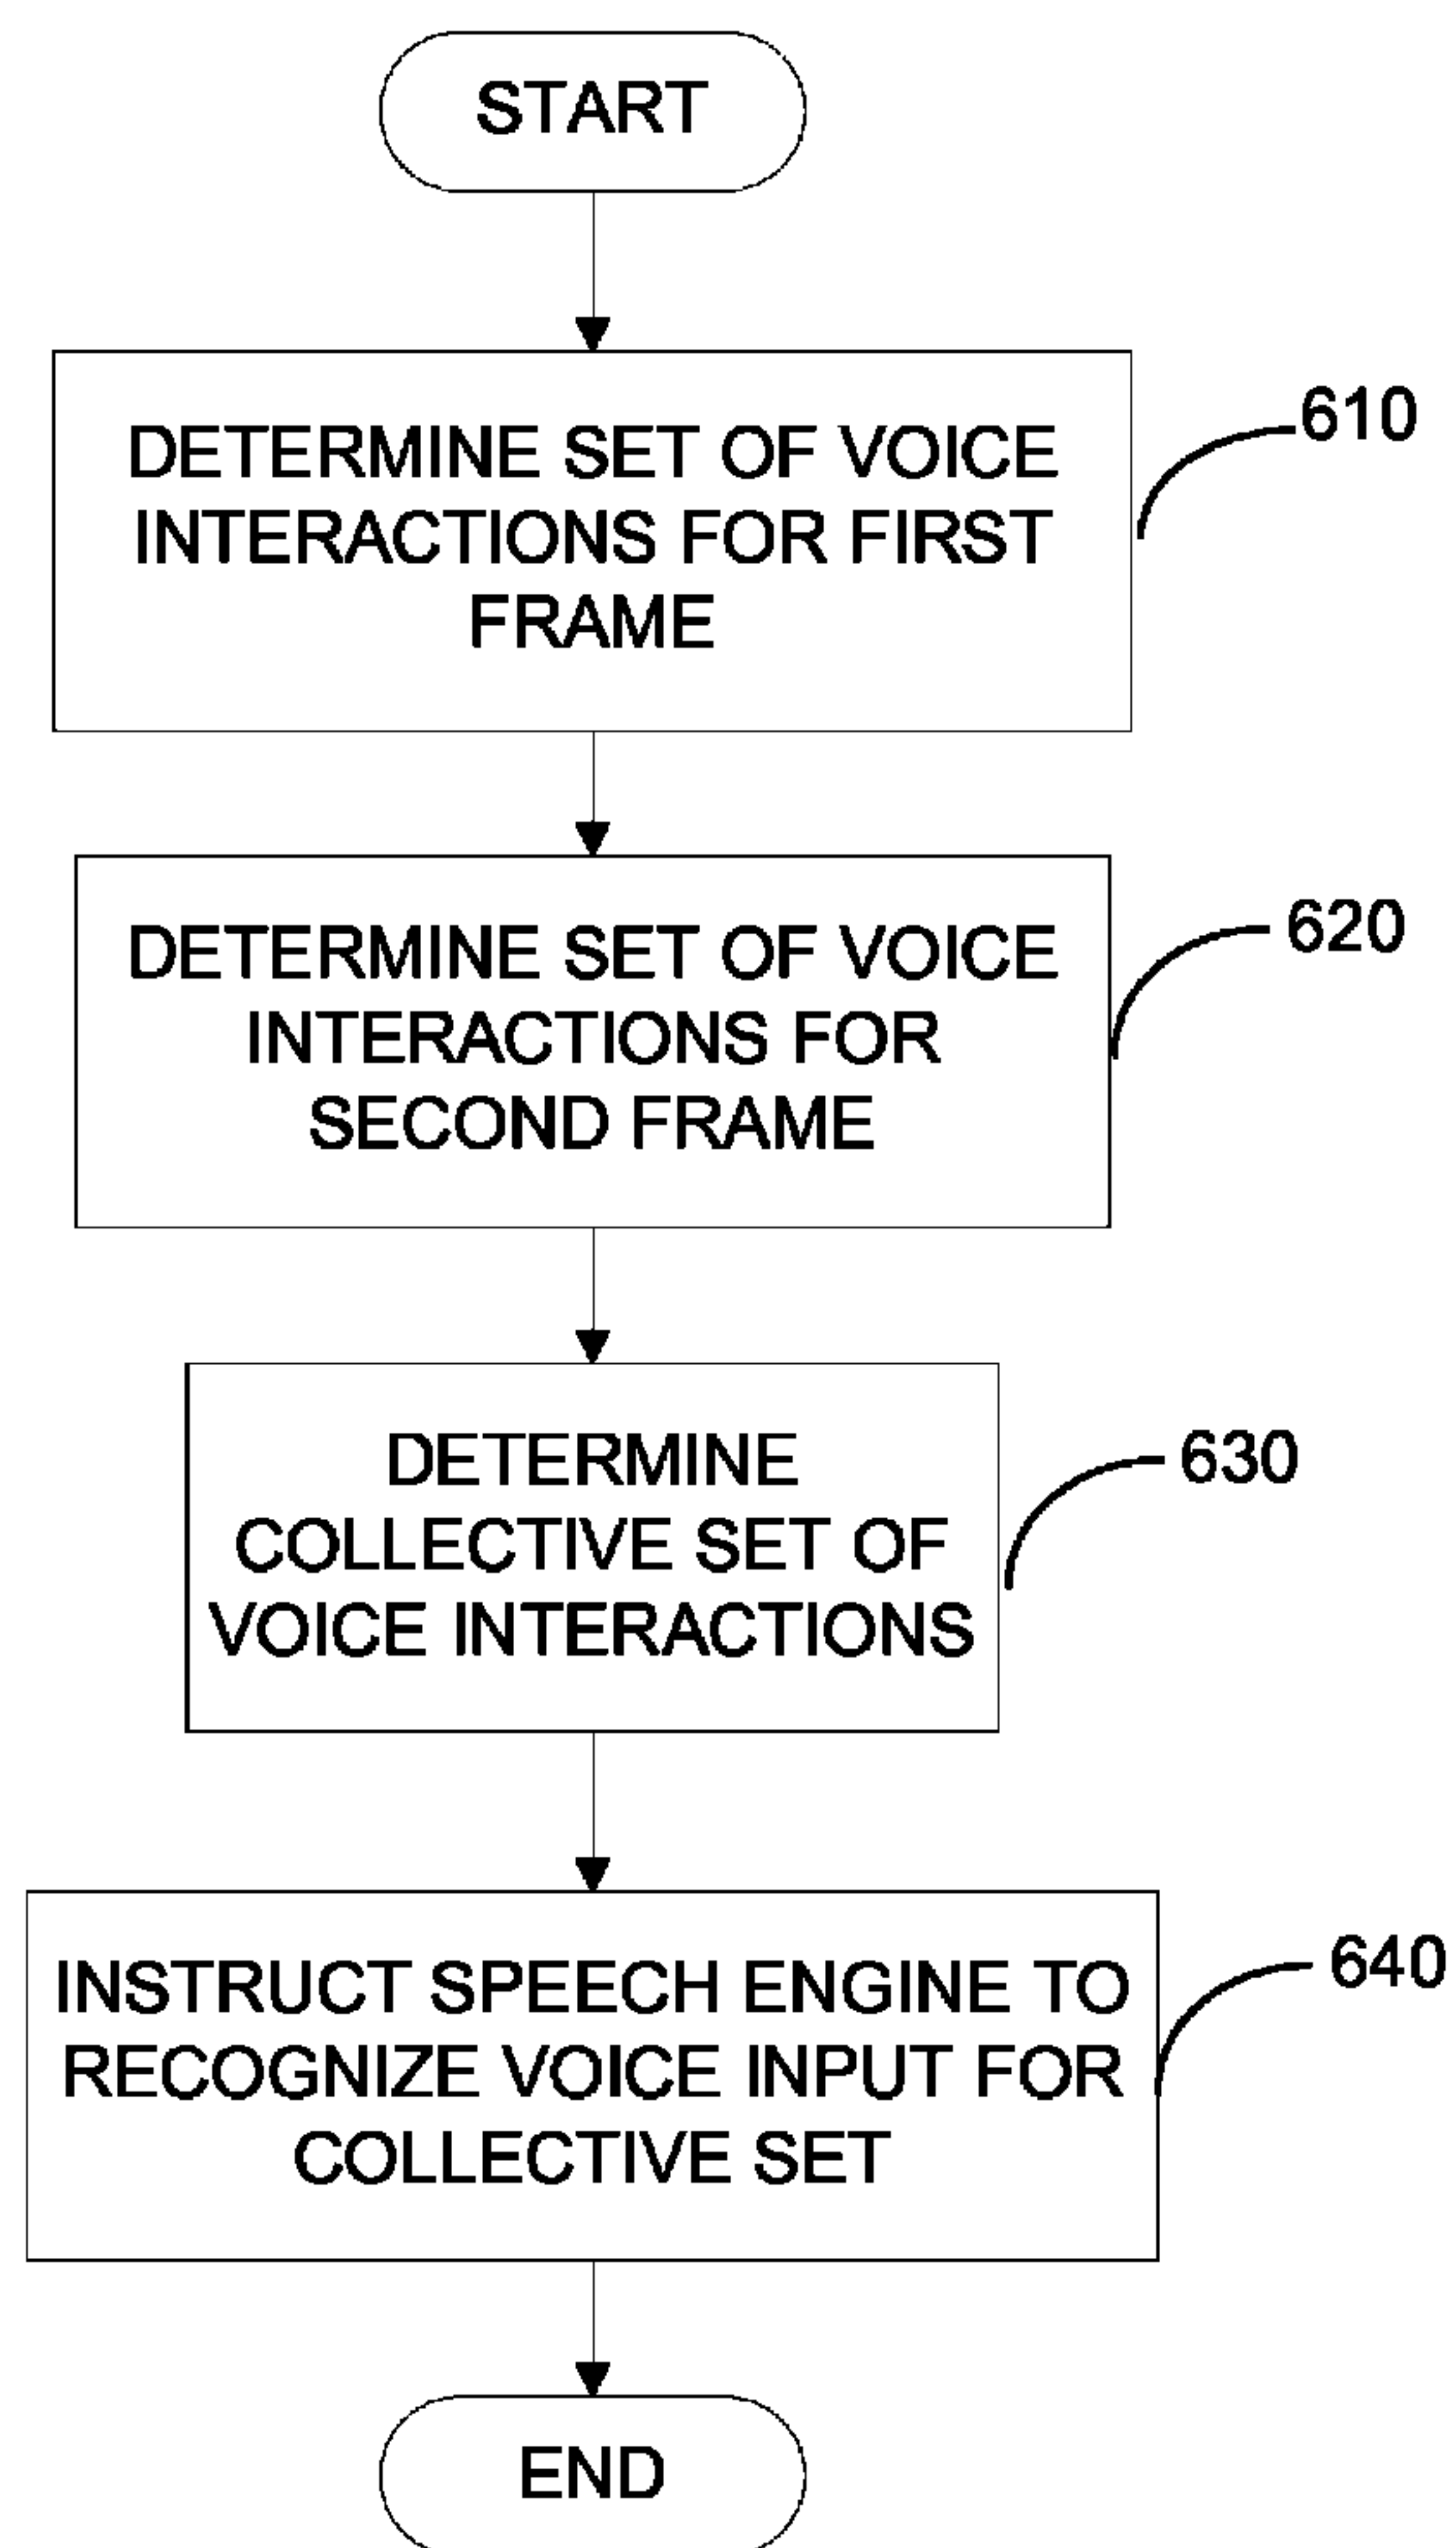 START
DETERMINE SET OF VOICE
INTERACTIONS FOR FIRST
FRAME
610
DETERMINE SET OF VOICE
INTERACTIONS FOR
SECOND FRAME
620
DETERMINE
COLLECTIVE SET OF
VOICE INTERACTIONS
630
INSTRUCT SPEECH ENGINE TO
RECOGNIZE VOICE INPUT FOR
COLLECTIVE SET
640
END